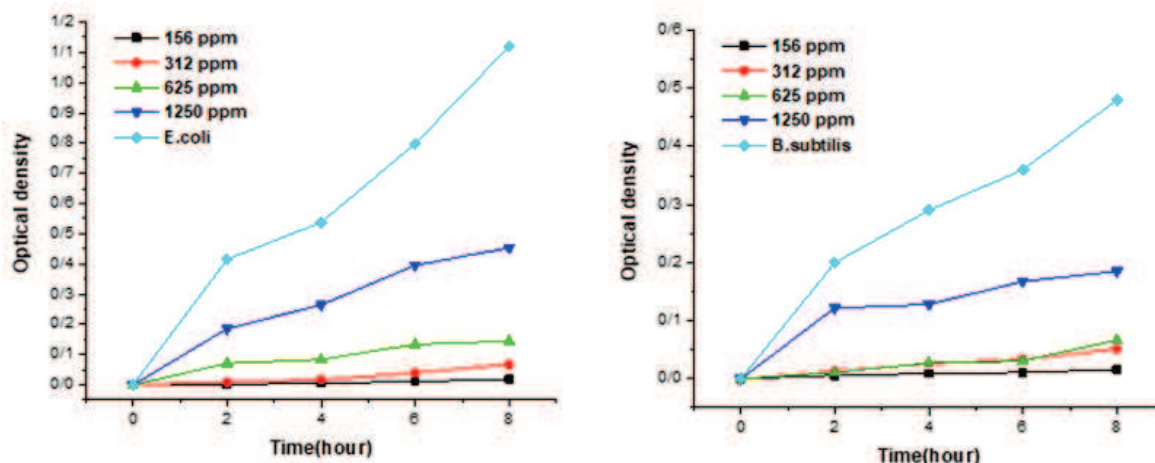 1/2
1/1
1/0
0/9
0/8
0/7
0/6
0/5
0/4
0/3
0/2
0/1
0/0
Optical density
156 ppm
312 ppm
625 ppm
1250 ppm
E.coli
0 2 4 6 8
Time(hour)
0/6
0/5
0/4
0/3
0/2
0/1
0/0
Optical density
156 ppm
312 ppm
625 ppm
1250 ppm
B.subtilis
0 2 4 6 8
Time(hour)